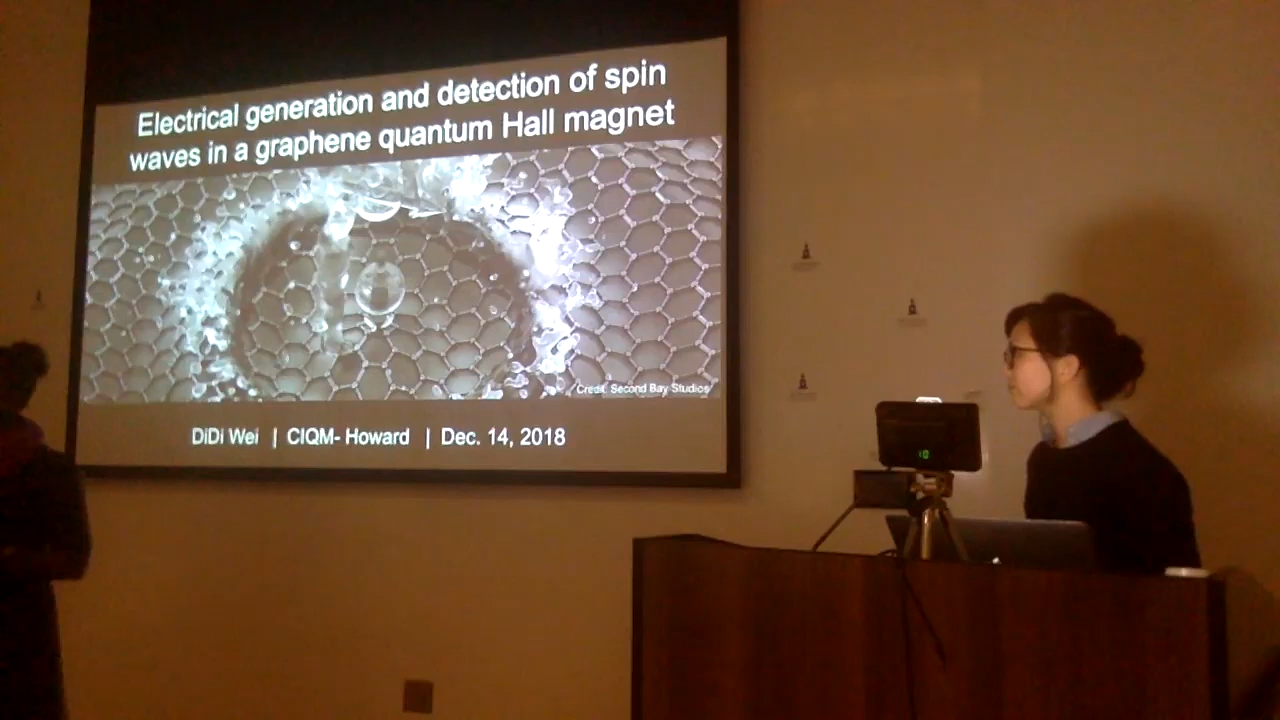 Electrical generation and detection of spin
waves in a graphene quantum Hall magnet
Credit: Second Bay Studios
DiDi Wei | CIQM- Howard | Dec. 14, 2018
10